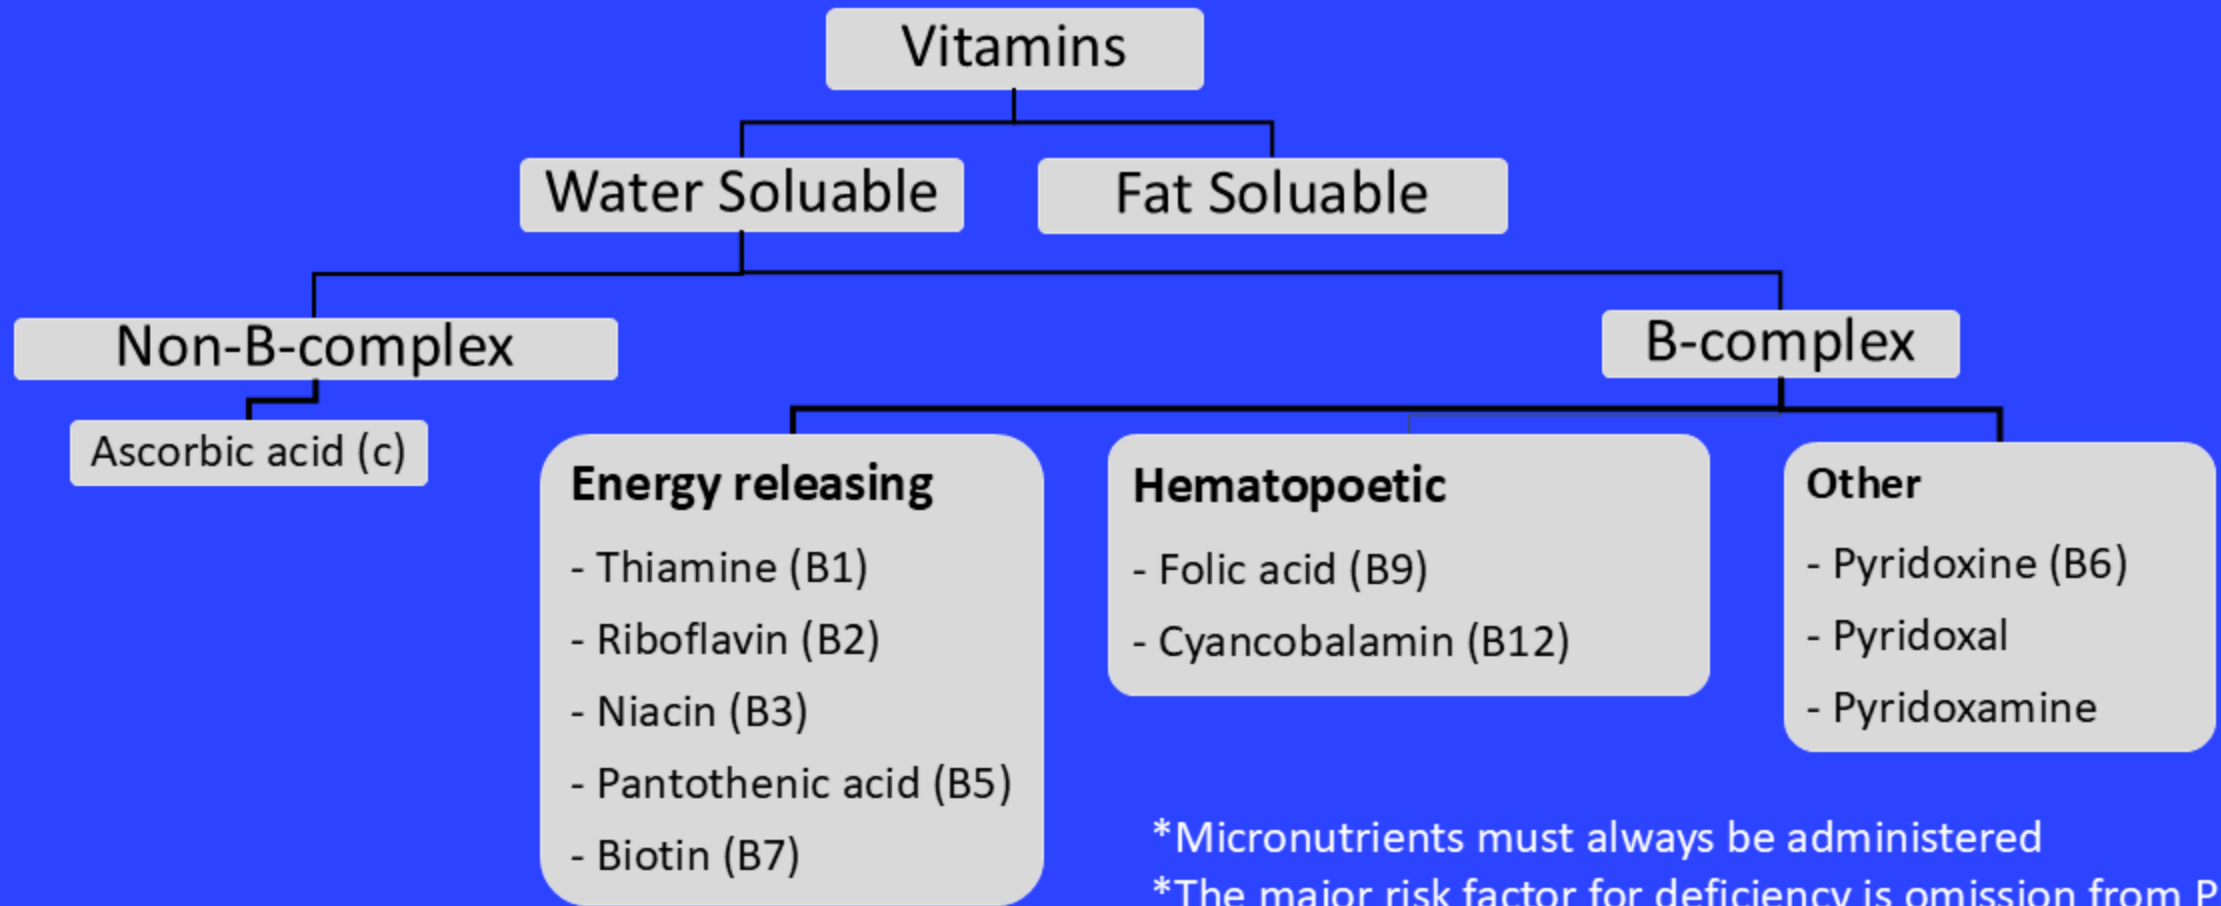 Vitamins
Water Soluable
Fat Soluable
Non-B-complex
B-complex
Ascorbic acid (c)
Energy releasing
- Thiamine (B1)
- Riboflavin (B2)
- Niacin (B3)
- Pantothenic acid (B5)
- Biotin (B7)
Hematopoetic
- Folic acid (B9)
- Cyancobalamin (B12)
Other
- Pyridoxine (B6)
- Pyridoxal
- Pyridoxamine
*Micronutrients must always be administered
*The major risk factor for deficiency is omission from